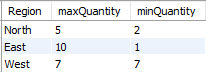 Region maxQuantity minQuantity
North 5 2
East 10 1
West 7 7